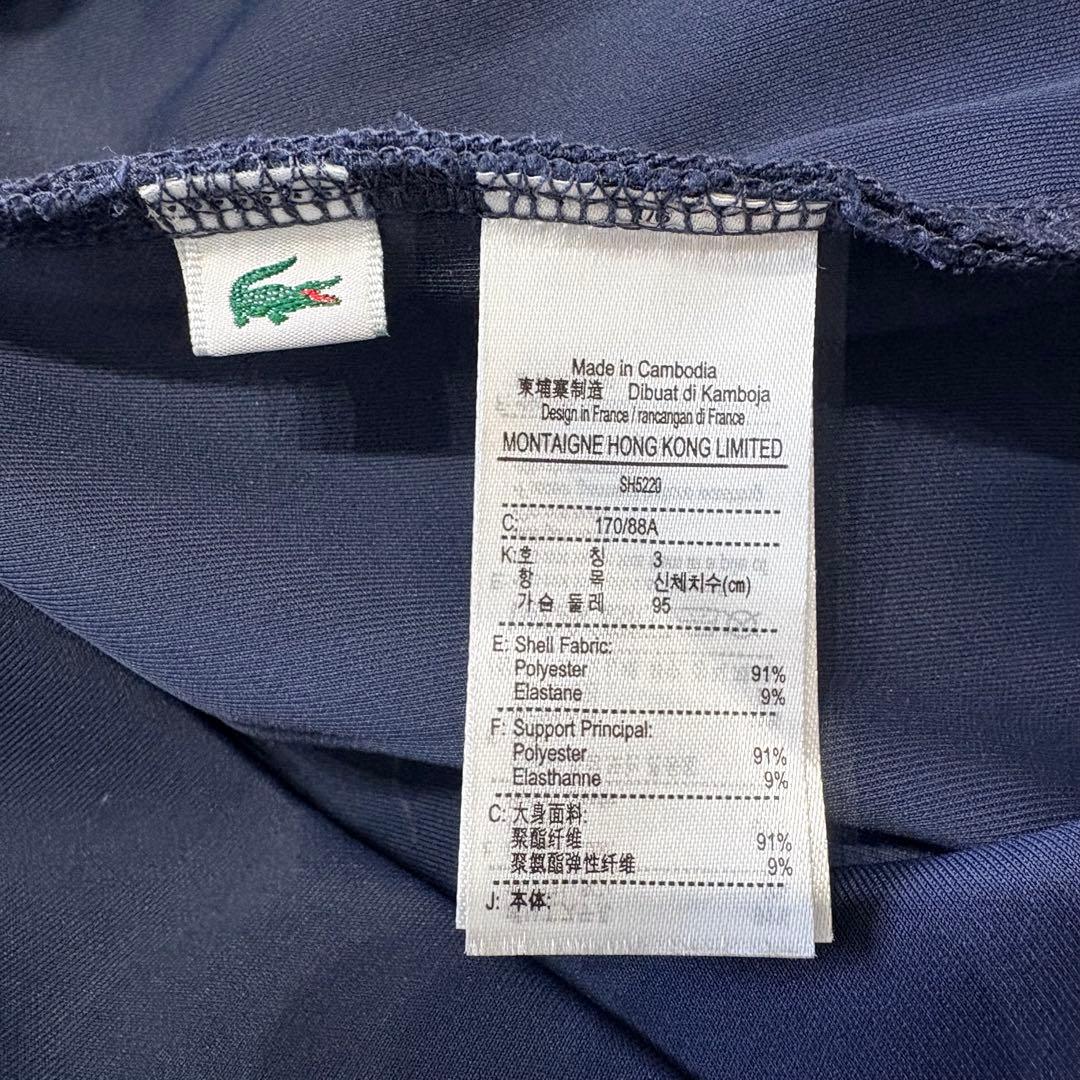 Made in Cambodia
柬埔寨制造 Dibuat di Kamboja
Design in France / rancangan di France
MONTAIGNE HONG KONG LIMITED
SH5220
C: 170/88A
K: 호 칭 3
항 목 신체치수(cm)
가슴 둘레 95
E: Shell Fabric:
Polyester 91%
Elastane 9%
F: Support Principal:
Polyester 91%
Elasthanne 9%
C: 大身面料:
聚酯纤维 91%
聚氨酯弹性纤维 9%
J: 本体: